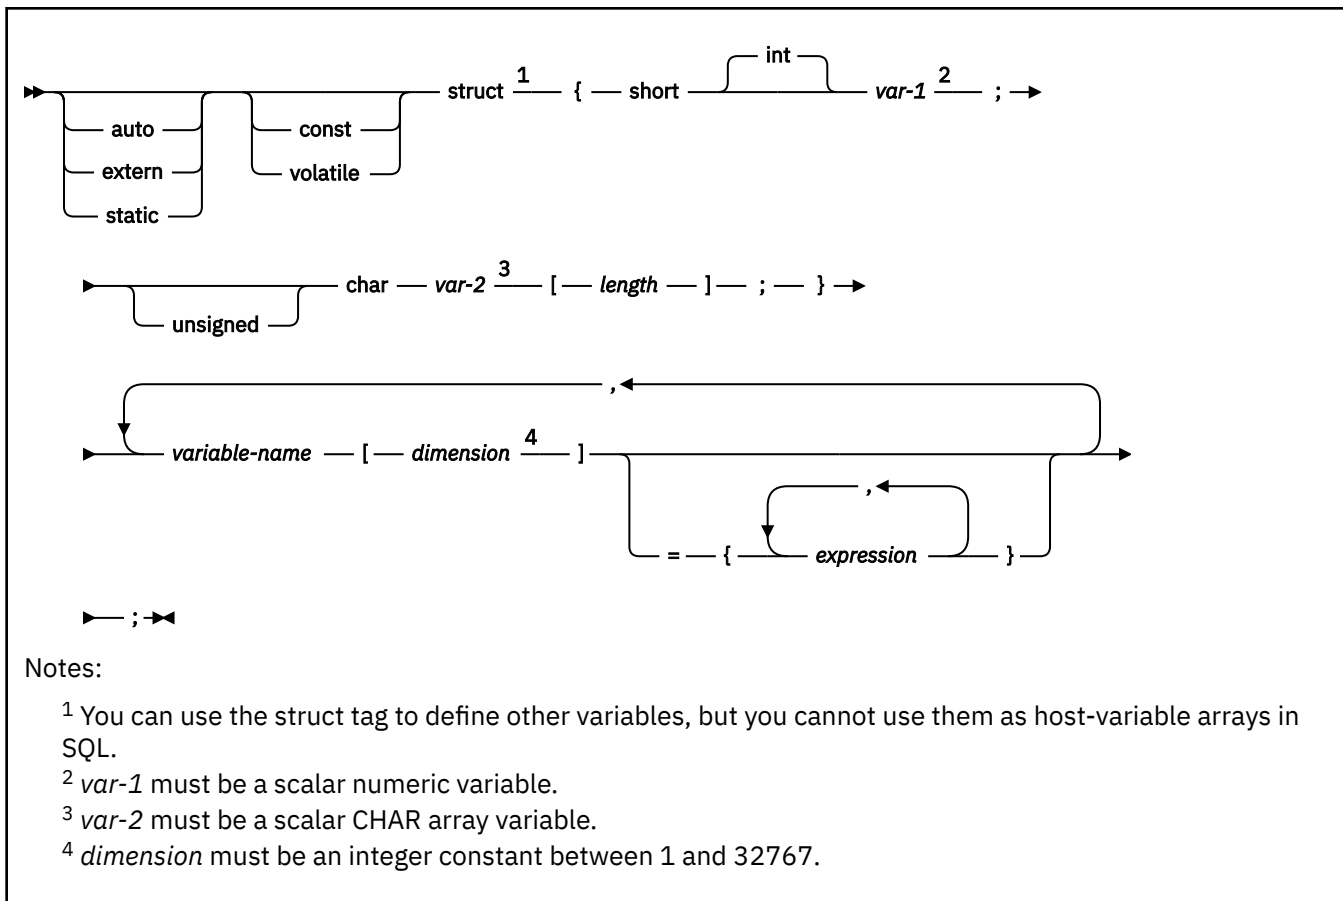 int
struct 1 { short var-1 2 ;
auto const
extern volatile
static
char var-2 3 [ length ] ; }
unsigned
,
variable-name [ dimension 4 ]
,
= { expression }
;
Notes:
1 You can use the struct tag to define other variables, but you cannot use them as host-variable arrays in
SQL.
2 var-1 must be a scalar numeric variable.
3 var-2 must be a scalar CHAR array variable.
4 dimension must be an integer constant between 1 and 32767.